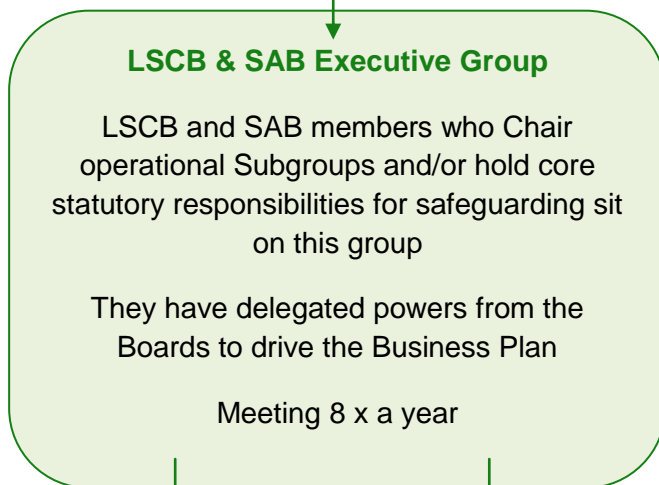 LSCB & SAB Executive Group
LSCB and SAB members who Chair
operational Subgroups and/or hold core
statutory responsibilities for safeguarding sit
on this group
They have delegated powers from the
Boards to drive the Business Plan
Meeting 8 x a year